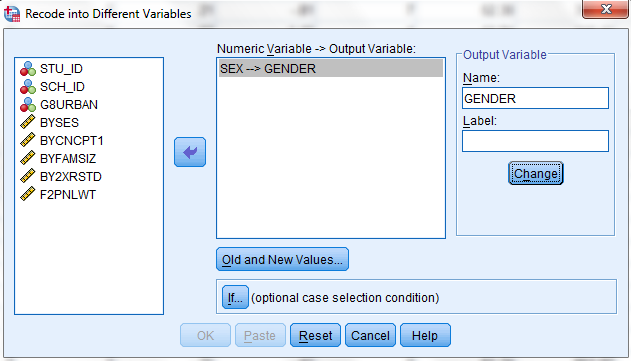 Recode into Different Variables
STU_ID
SCH_ID
G8URBAN
BYSES
BYCNCPT1
BYFAMSIZ
BY2XRSTD
F2PNLWT
Numeric Variable -> Output Variable:
SEX --> GENDER
Old and New Values...
If... (optional case selection condition)
Output Variable
Name:
GENDER
Label:
Change
OK Paste Reset Cancel Help